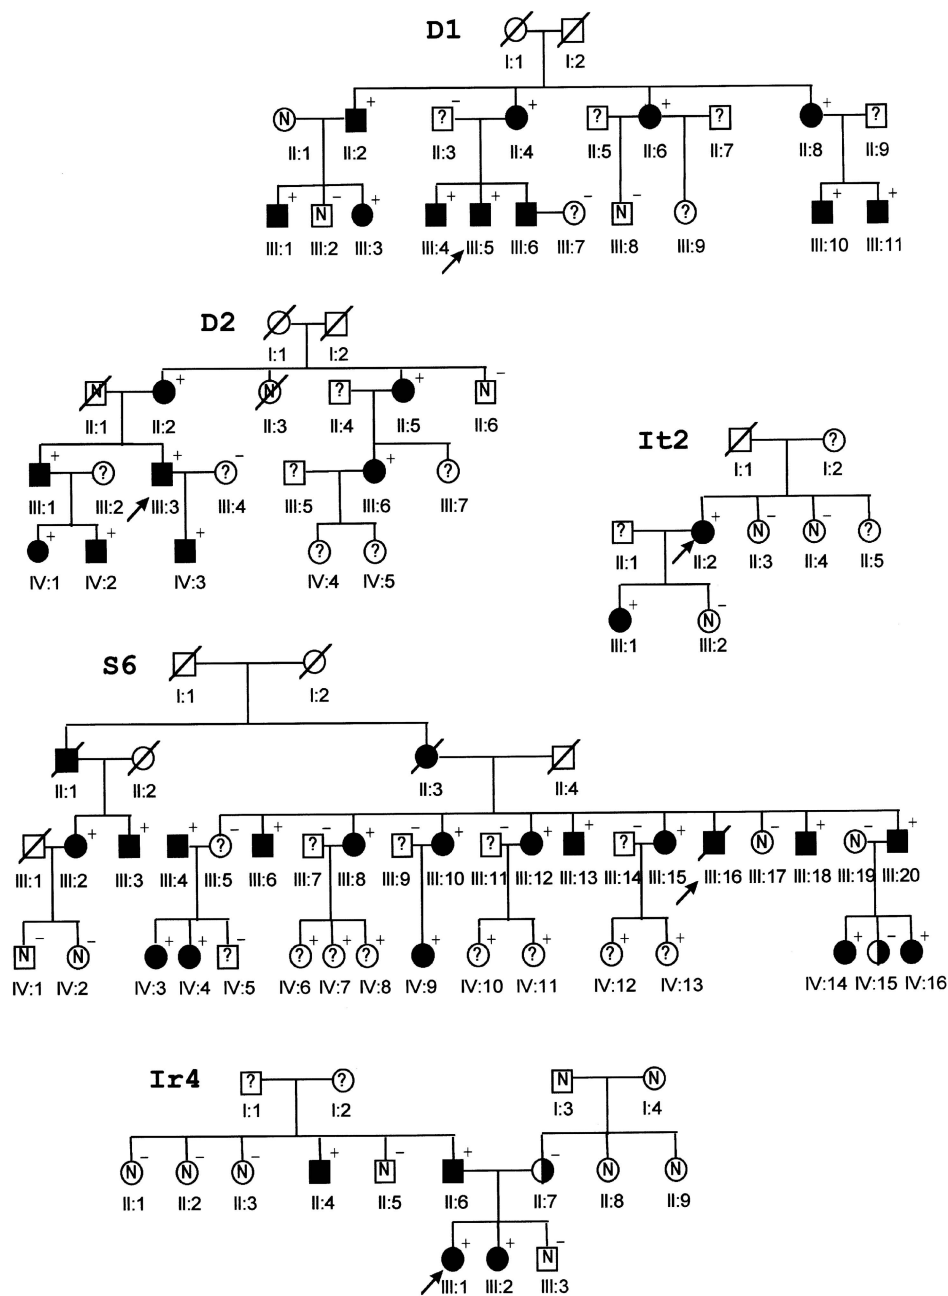 D1
I:1 I:2
+ − + + +
N ? ? ? ?
II:1 II:2 II:3 II:4 II:5 II:6 II:7 II:8 II:9
+ − + + + + − − + +
N ? N ?
III:1 III:2 III:3 III:4 III:5 III:6 III:7 III:8 III:9 III:10 III:11
D2
I:1 I:2
+ + −
N N ? N
II:1 II:2 II:3 II:4 II:5 II:6
+ + − +
? ? ? ?
III:1 III:2 III:3 III:4 III:5 III:6 III:7
+ + +
? ?
IV:1 IV:2 IV:3 IV:4 IV:5
It2
?
I:1 I:2
+ − −
? N N ?
II:1 II:2 II:3 II:4 II:5
+ −
N
III:1 III:2
S6
I:1 I:2
II:1 II:2 II:3 II:4
+ + + − + − + − + − + + − + − + − +
? ? ? ? ? N N
III:1 III:2 III:3 III:4 III:5 III:6 III:7 III:8 III:9 III:10 III:11 III:12 III:13 III:14 III:15 III:16 III:17 III:18 III:19 III:20
− − + + − + + + + + + + + + − +
N N ? ? ? ? ? ? ? ?
IV:1 IV:2 IV:3 IV:4 IV:5 IV:6 IV:7 IV:8 IV:9 IV:10 IV:11 IV:12 IV:13 IV:14 IV:15 IV:16
Ir4
? ? N N
I:1 I:2 I:3 I:4
− − − + − + −
N N N N N N
II:1 II:2 II:3 II:4 II:5 II:6 II:7 II:8 II:9
+ + −
N
III:1 III:2 III:3